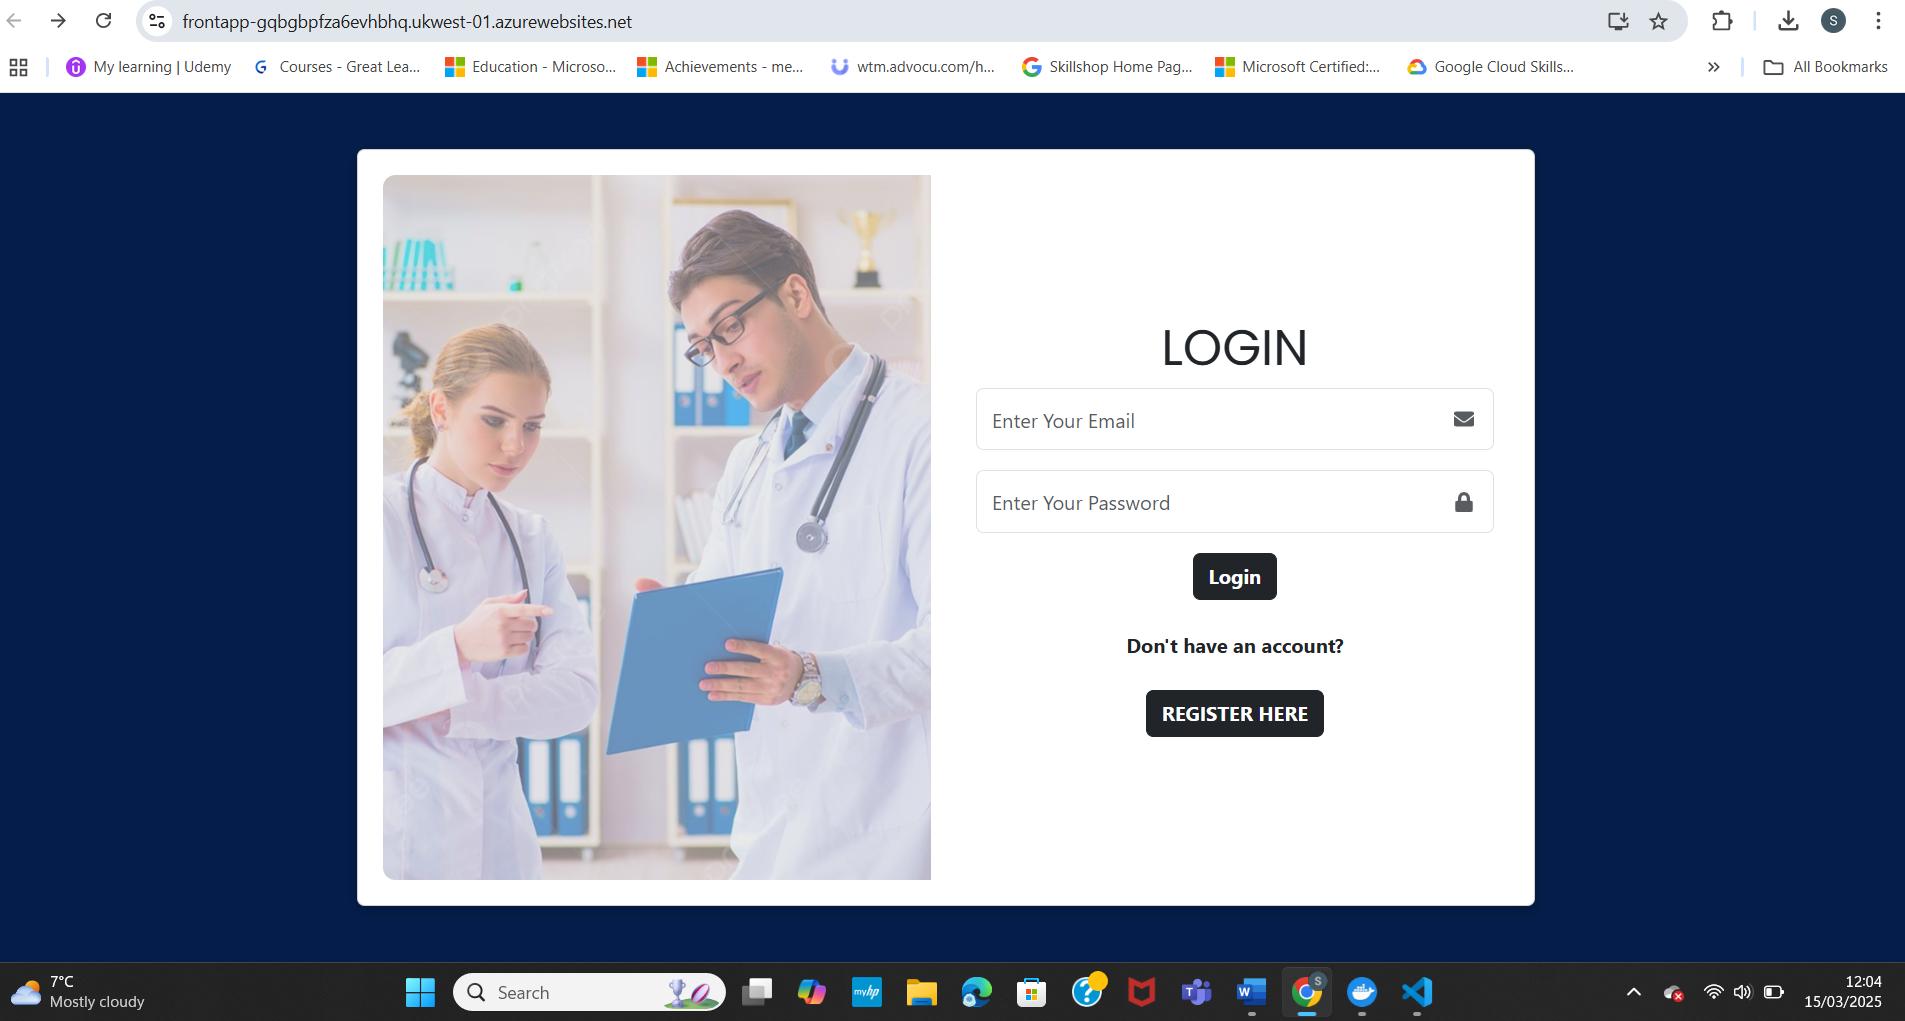 frontapp-gqbgbpfza6evhbhq.ukwest-01.azurewebsites.net
S
My learning | Udemy
Courses - Great Lea...
Education - Microso...
Achievements - me...
wtm.advocu.com/h...
Skillshop Home Pag...
Microsoft Certified:...
Google Cloud Skills...
All Bookmarks
LOGIN
Enter Your Email
Enter Your Password
Login
Don't have an account?
REGISTER HERE
7°C
Mostly cloudy
Search
myhp
T
W
S
12:04
15/03/2025